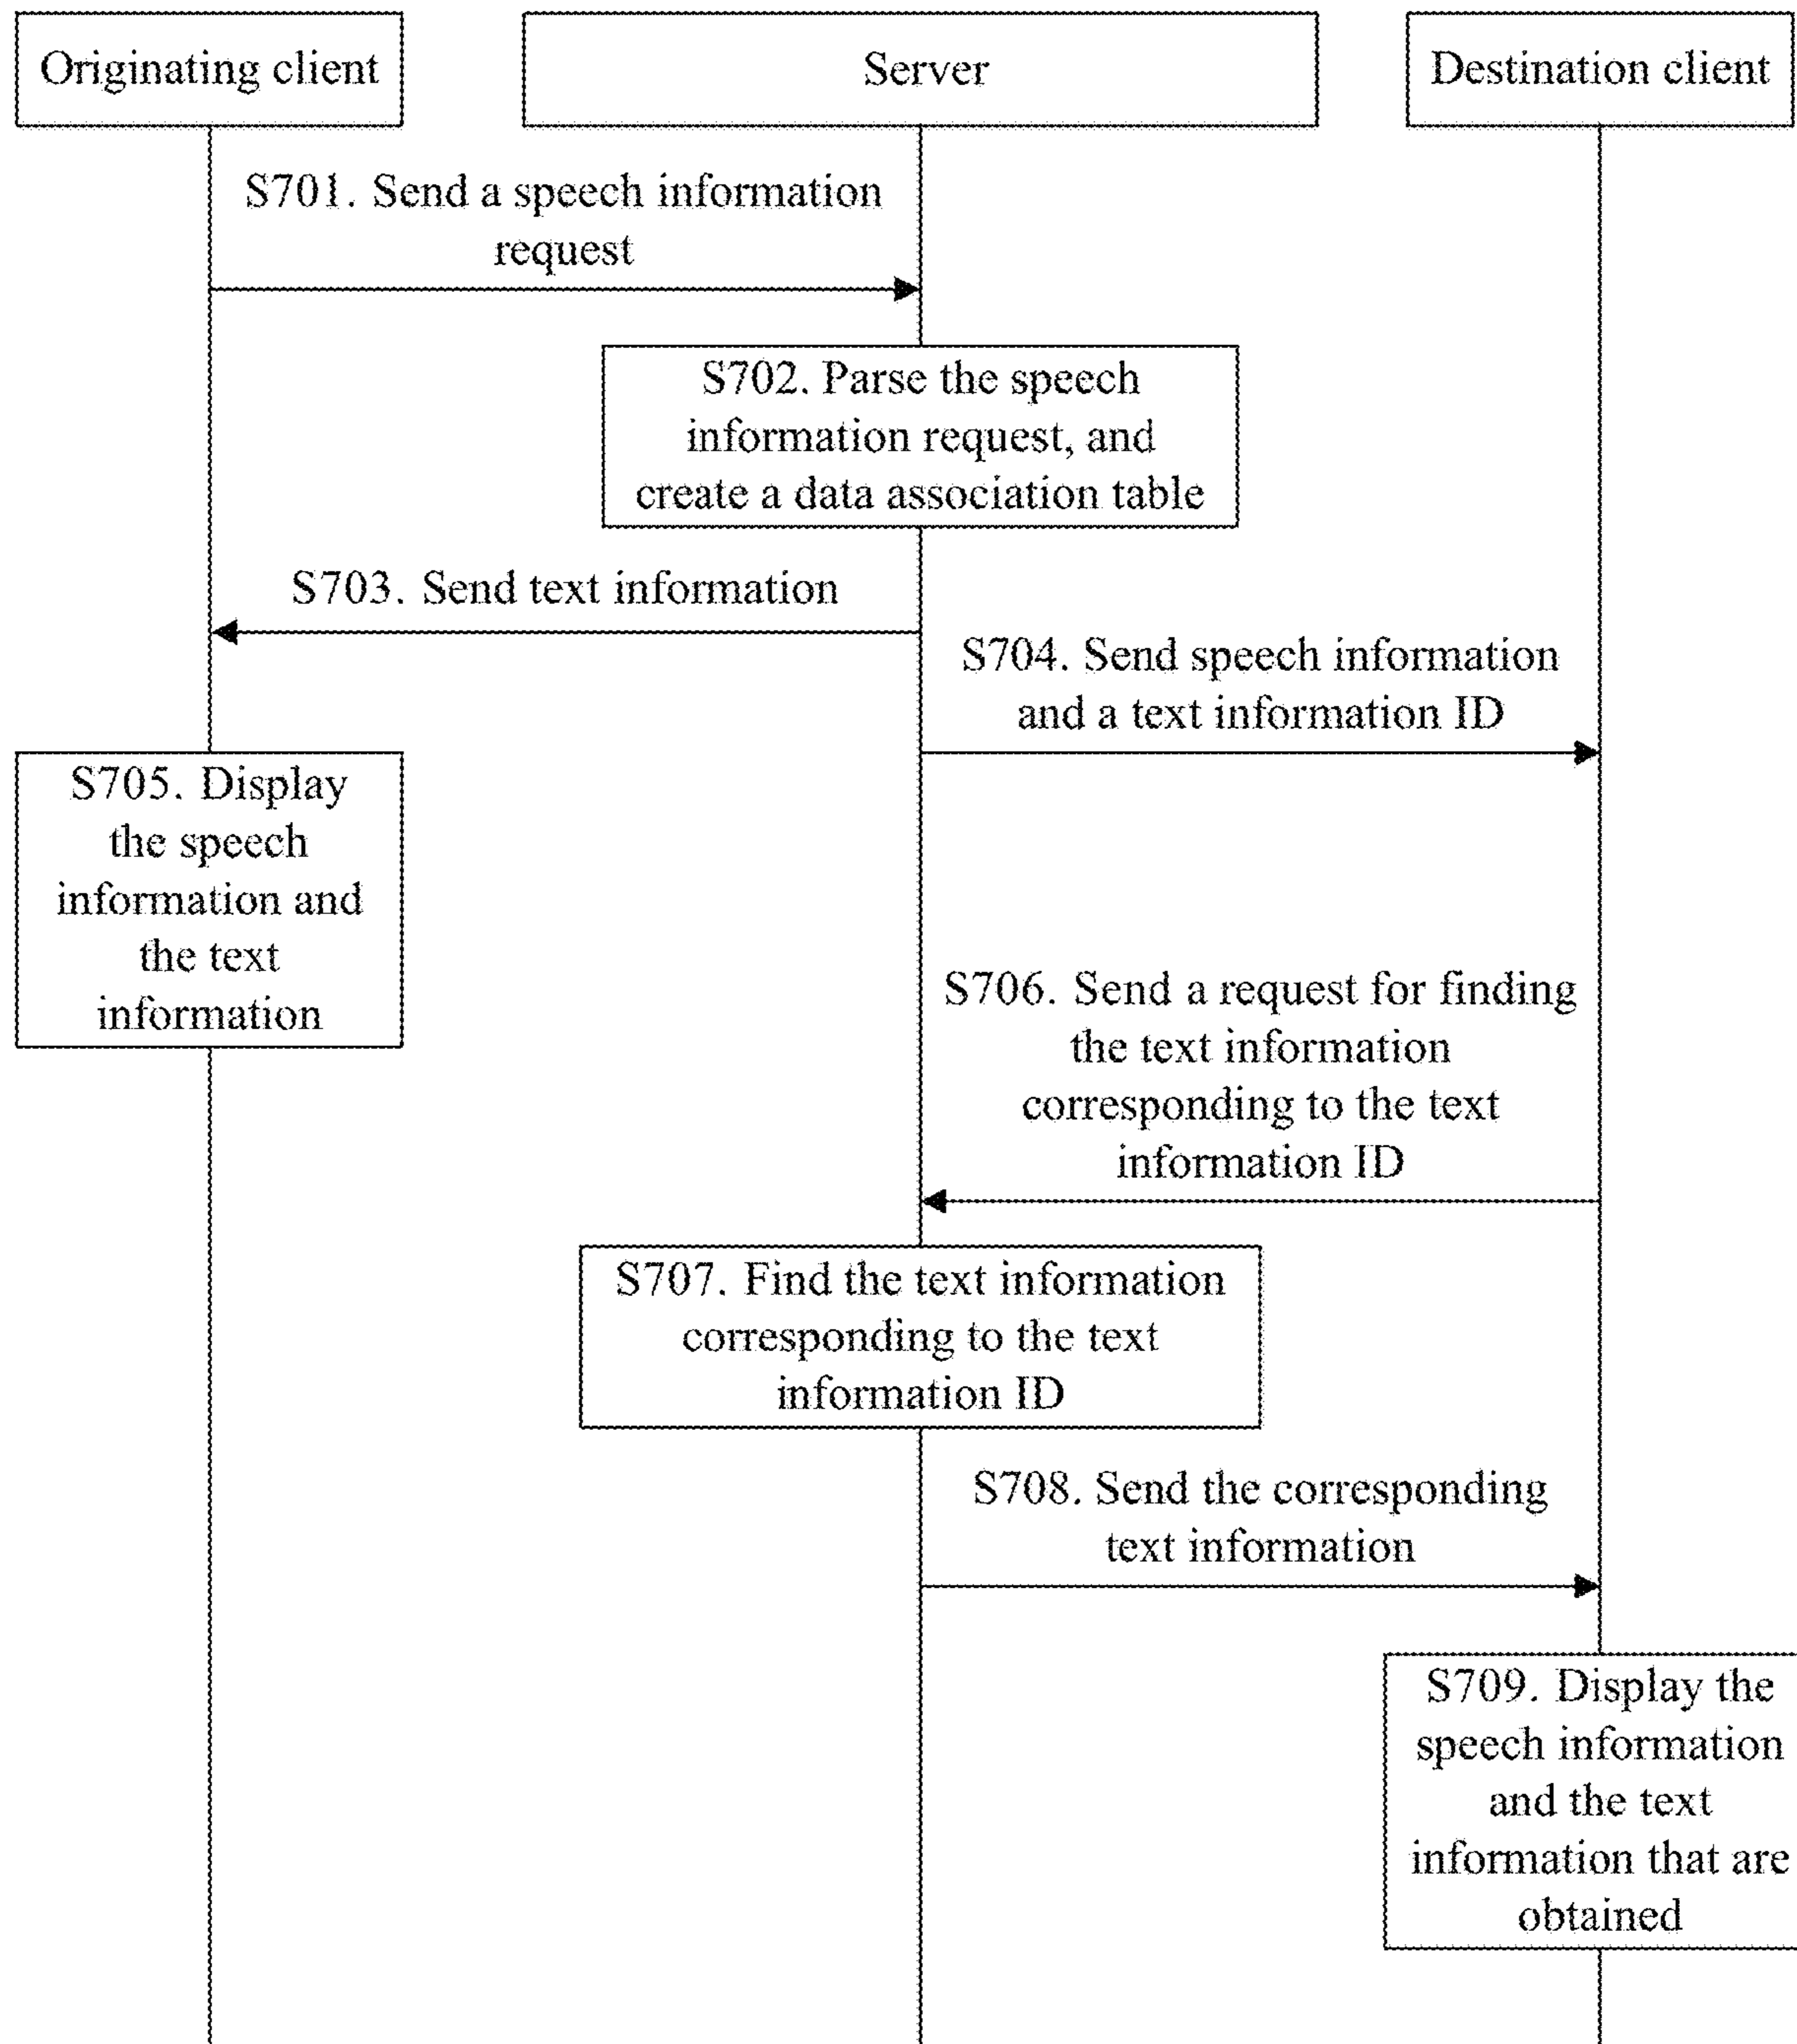 Originating client
Server
Destination client
S701. Send a speech information
request
S702. Parse the speech
information request, and
create a data association table
S703. Send text information
S704. Send speech information
and a text information ID
S705. Display
the speech
information and
the text
information
S706. Send a request for finding
the text information
corresponding to the text
information ID
S707. Find the text information
corresponding to the text
information ID
S708. Send the corresponding
text information
S709. Display the
speech information
and the text
information that are
obtained